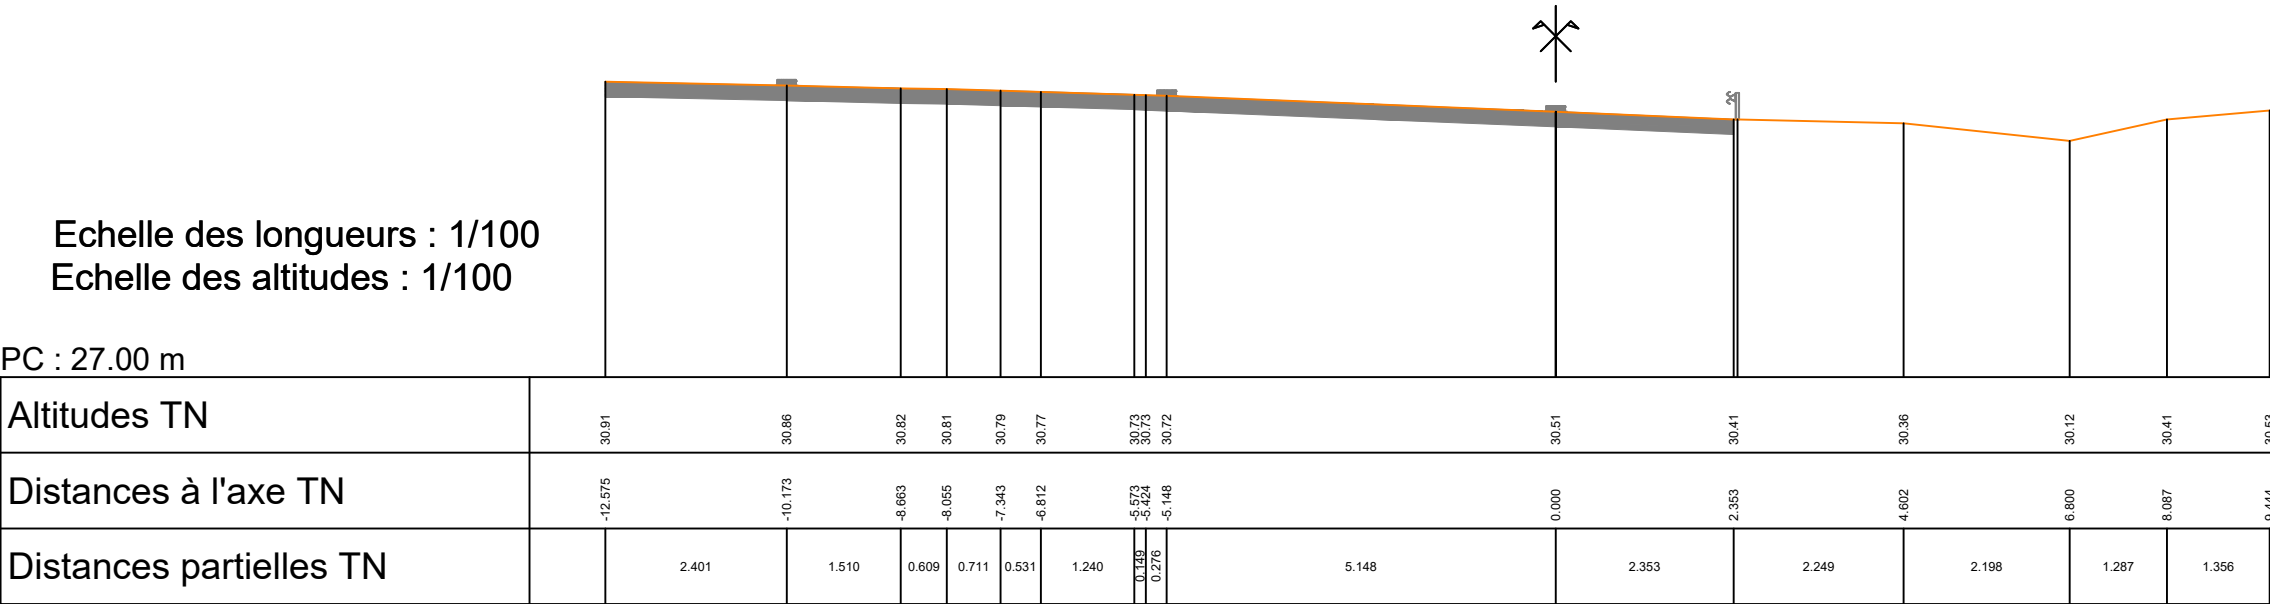 Echelle des longueurs : 1/100
Echelle des altitudes : 1/100
PC : 27.00 m
Altitudes TN 30.91 30.86 30.82 30.81 30.79 30.77 30.73 30.73 30.72 30.51 30.41 30.36 30.12 30.41 30.53
Distances à l'axe TN -12.575 -10.173 -8.663 -8.055 -7.343 -6.812 -5.573 -5.424 -5.148 0.000 2.353 4.602 6.800 8.087 9.444
Distances partielles TN 2.401 1.510 0.609 0.711 0.531 1.240 0.149 0.276 5.148 2.353 2.249 2.198 1.287 1.356